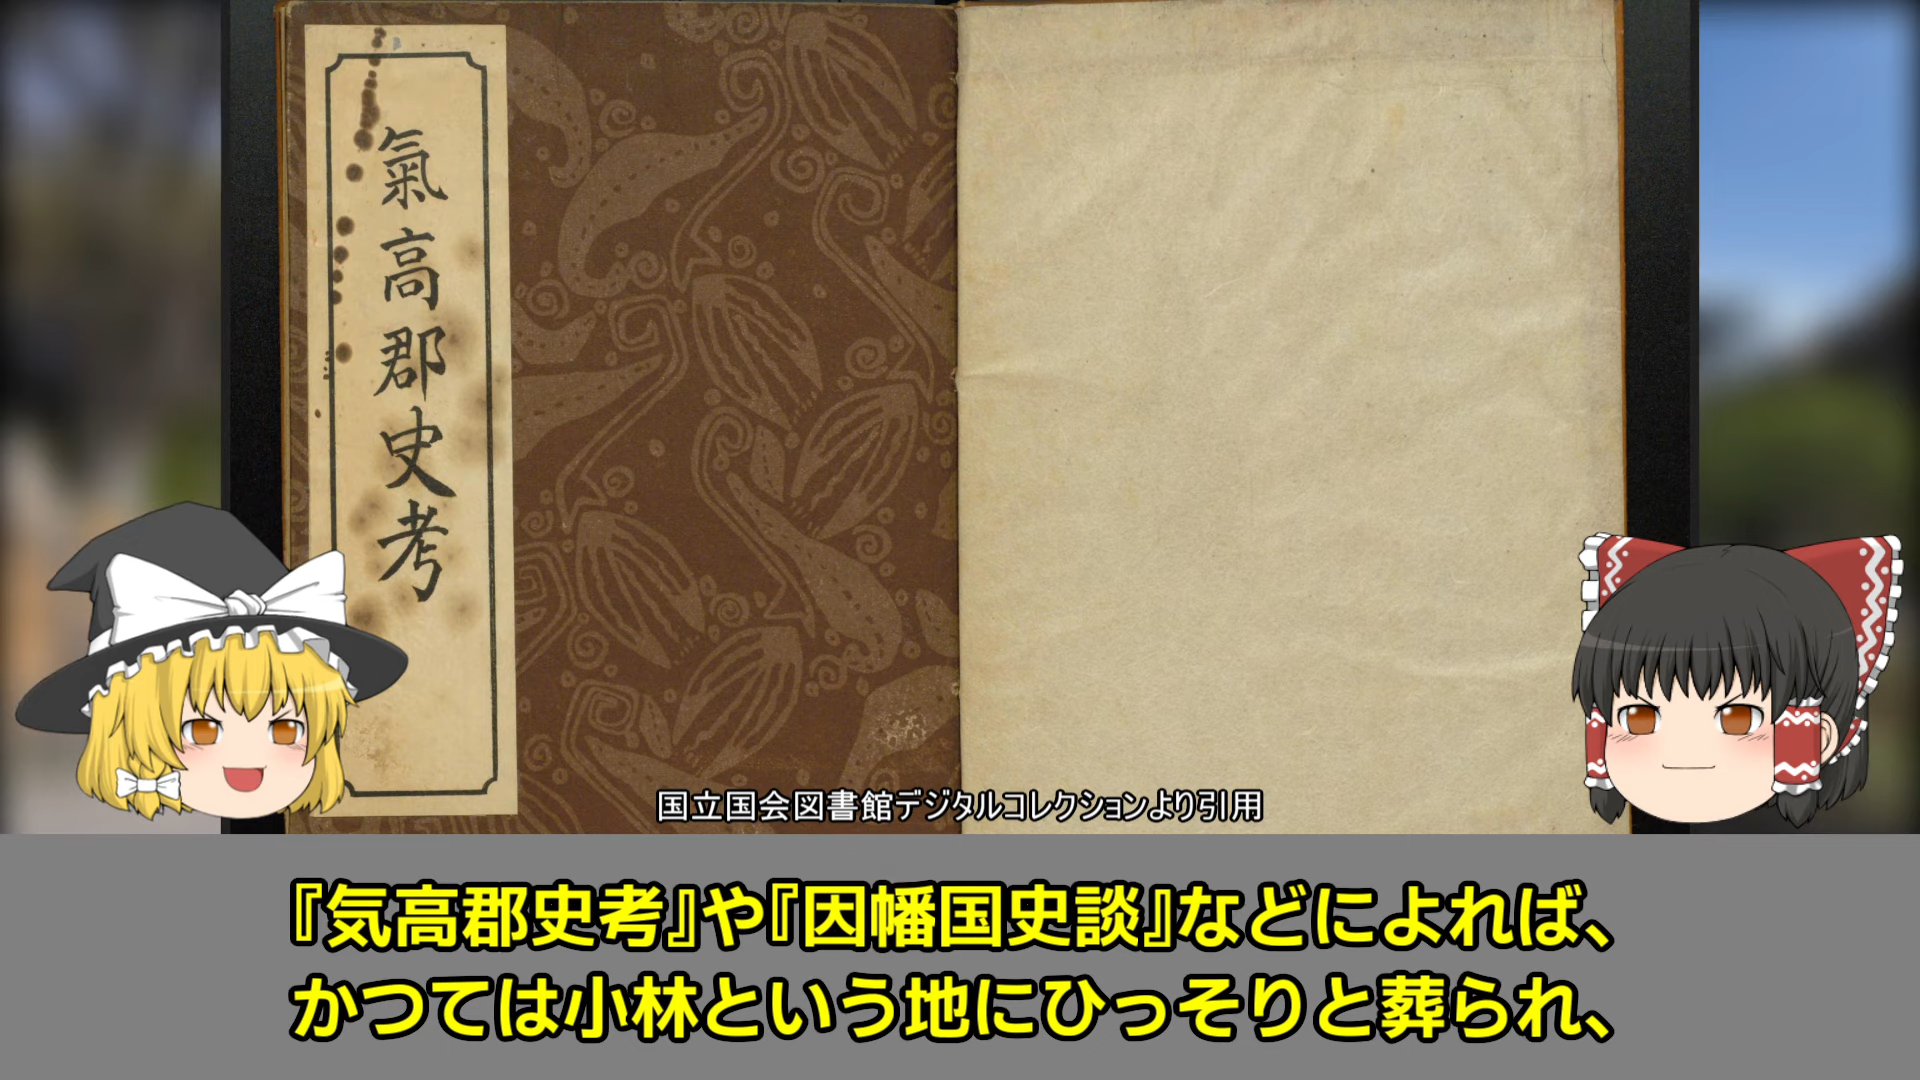 氣高郡史考
国立国会図書館デジタルコレクションより引用
『気高郡史考』や『因幡国史談』などによれば、
かつては小林という地にひっそりと葬られ、